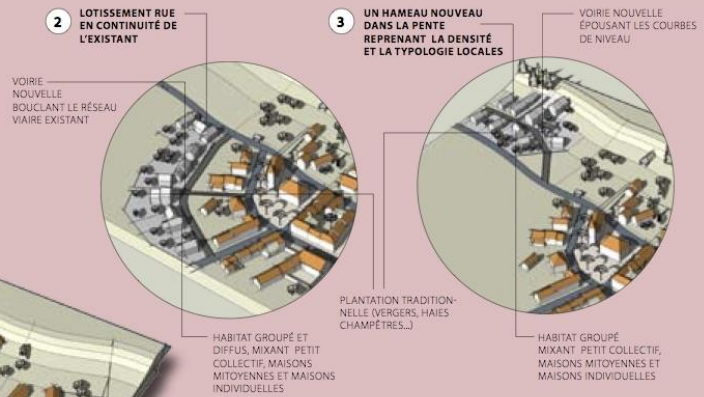 2
LOTISSEMENT RUE
EN CONTINUITÉ DE
L'EXISTANT
VOIRIE
NOUVELLE
BOUCLANT LE RÉSEAU
VIAIRE EXISTANT
3
UN HAMEAU NOUVEAU
DANS LA PENTE
REPRENANT LA DENSITÉ
ET LA TYPOLOGIE LOCALES
VOIRIE NOUVELLE
ÉPOUSANT LES COURBES
DE NIVEAU
PLANTATION TRADITION-
NELLE (VERGERS, HAIES
CHAMPÊTRES...)
HABITAT GROUPÉ ET
DIFFUS, MIXANT PETIT
COLLECTIF, MAISONS
MITOYENNES ET MAISONS
INDIVIDUELLES
HABITAT GROUPÉ
MIXANT PETIT COLLECTIF,
MAISONS MITOYENNES ET
MAISONS INDIVIDUELLES